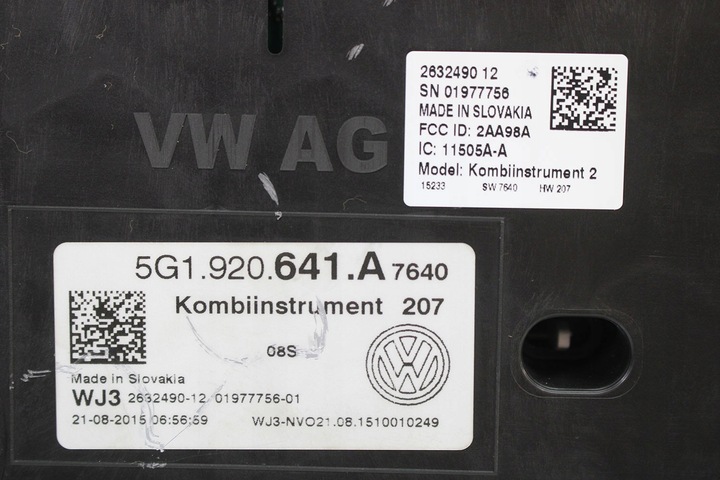 VW AG
2632490 12
SN 01977756
MADE IN SLOVAKIA
FCC ID: 2AA98A
IC: 11505A-A
Model: Kombiinstrument 2
15233 SW 7640 HW 207
5G1.920.641.A 7640
Kombiinstrument 207
08S
Made in Slovakia
WJ3 2632490-12 01977756-01
21-08-2015 06:56:59 WJ3-NVO21.08.1510010249